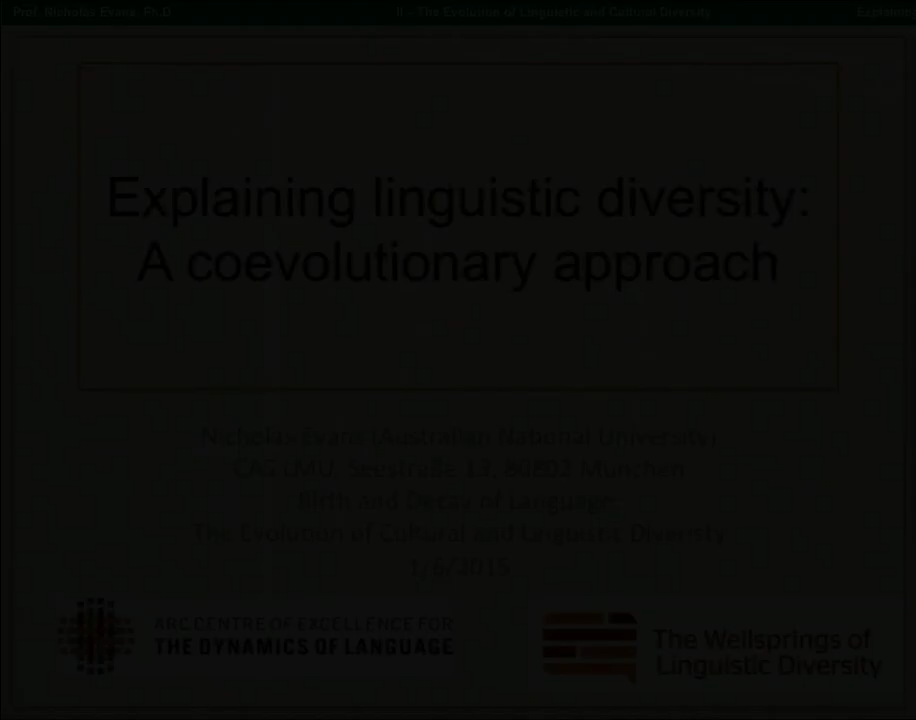 Prof. Nicholas Evans, Ph.D. II – The Evolution of Linguistic and Cultural Diversity
Explaining linguistic diversity:
A coevolutionary approach
Nicholas Evans (Australian National University)
CAS LMU, Seestraße 13, 80802 München
Birth and Decay of Language:
The Evolution of Cultural and Linguistic Diversity
1/6/2015
ARC CENTRE OF EXCELLENCE FOR
THE DYNAMICS OF LANGUAGE
The Wellsprings of
Linguistic Diversity